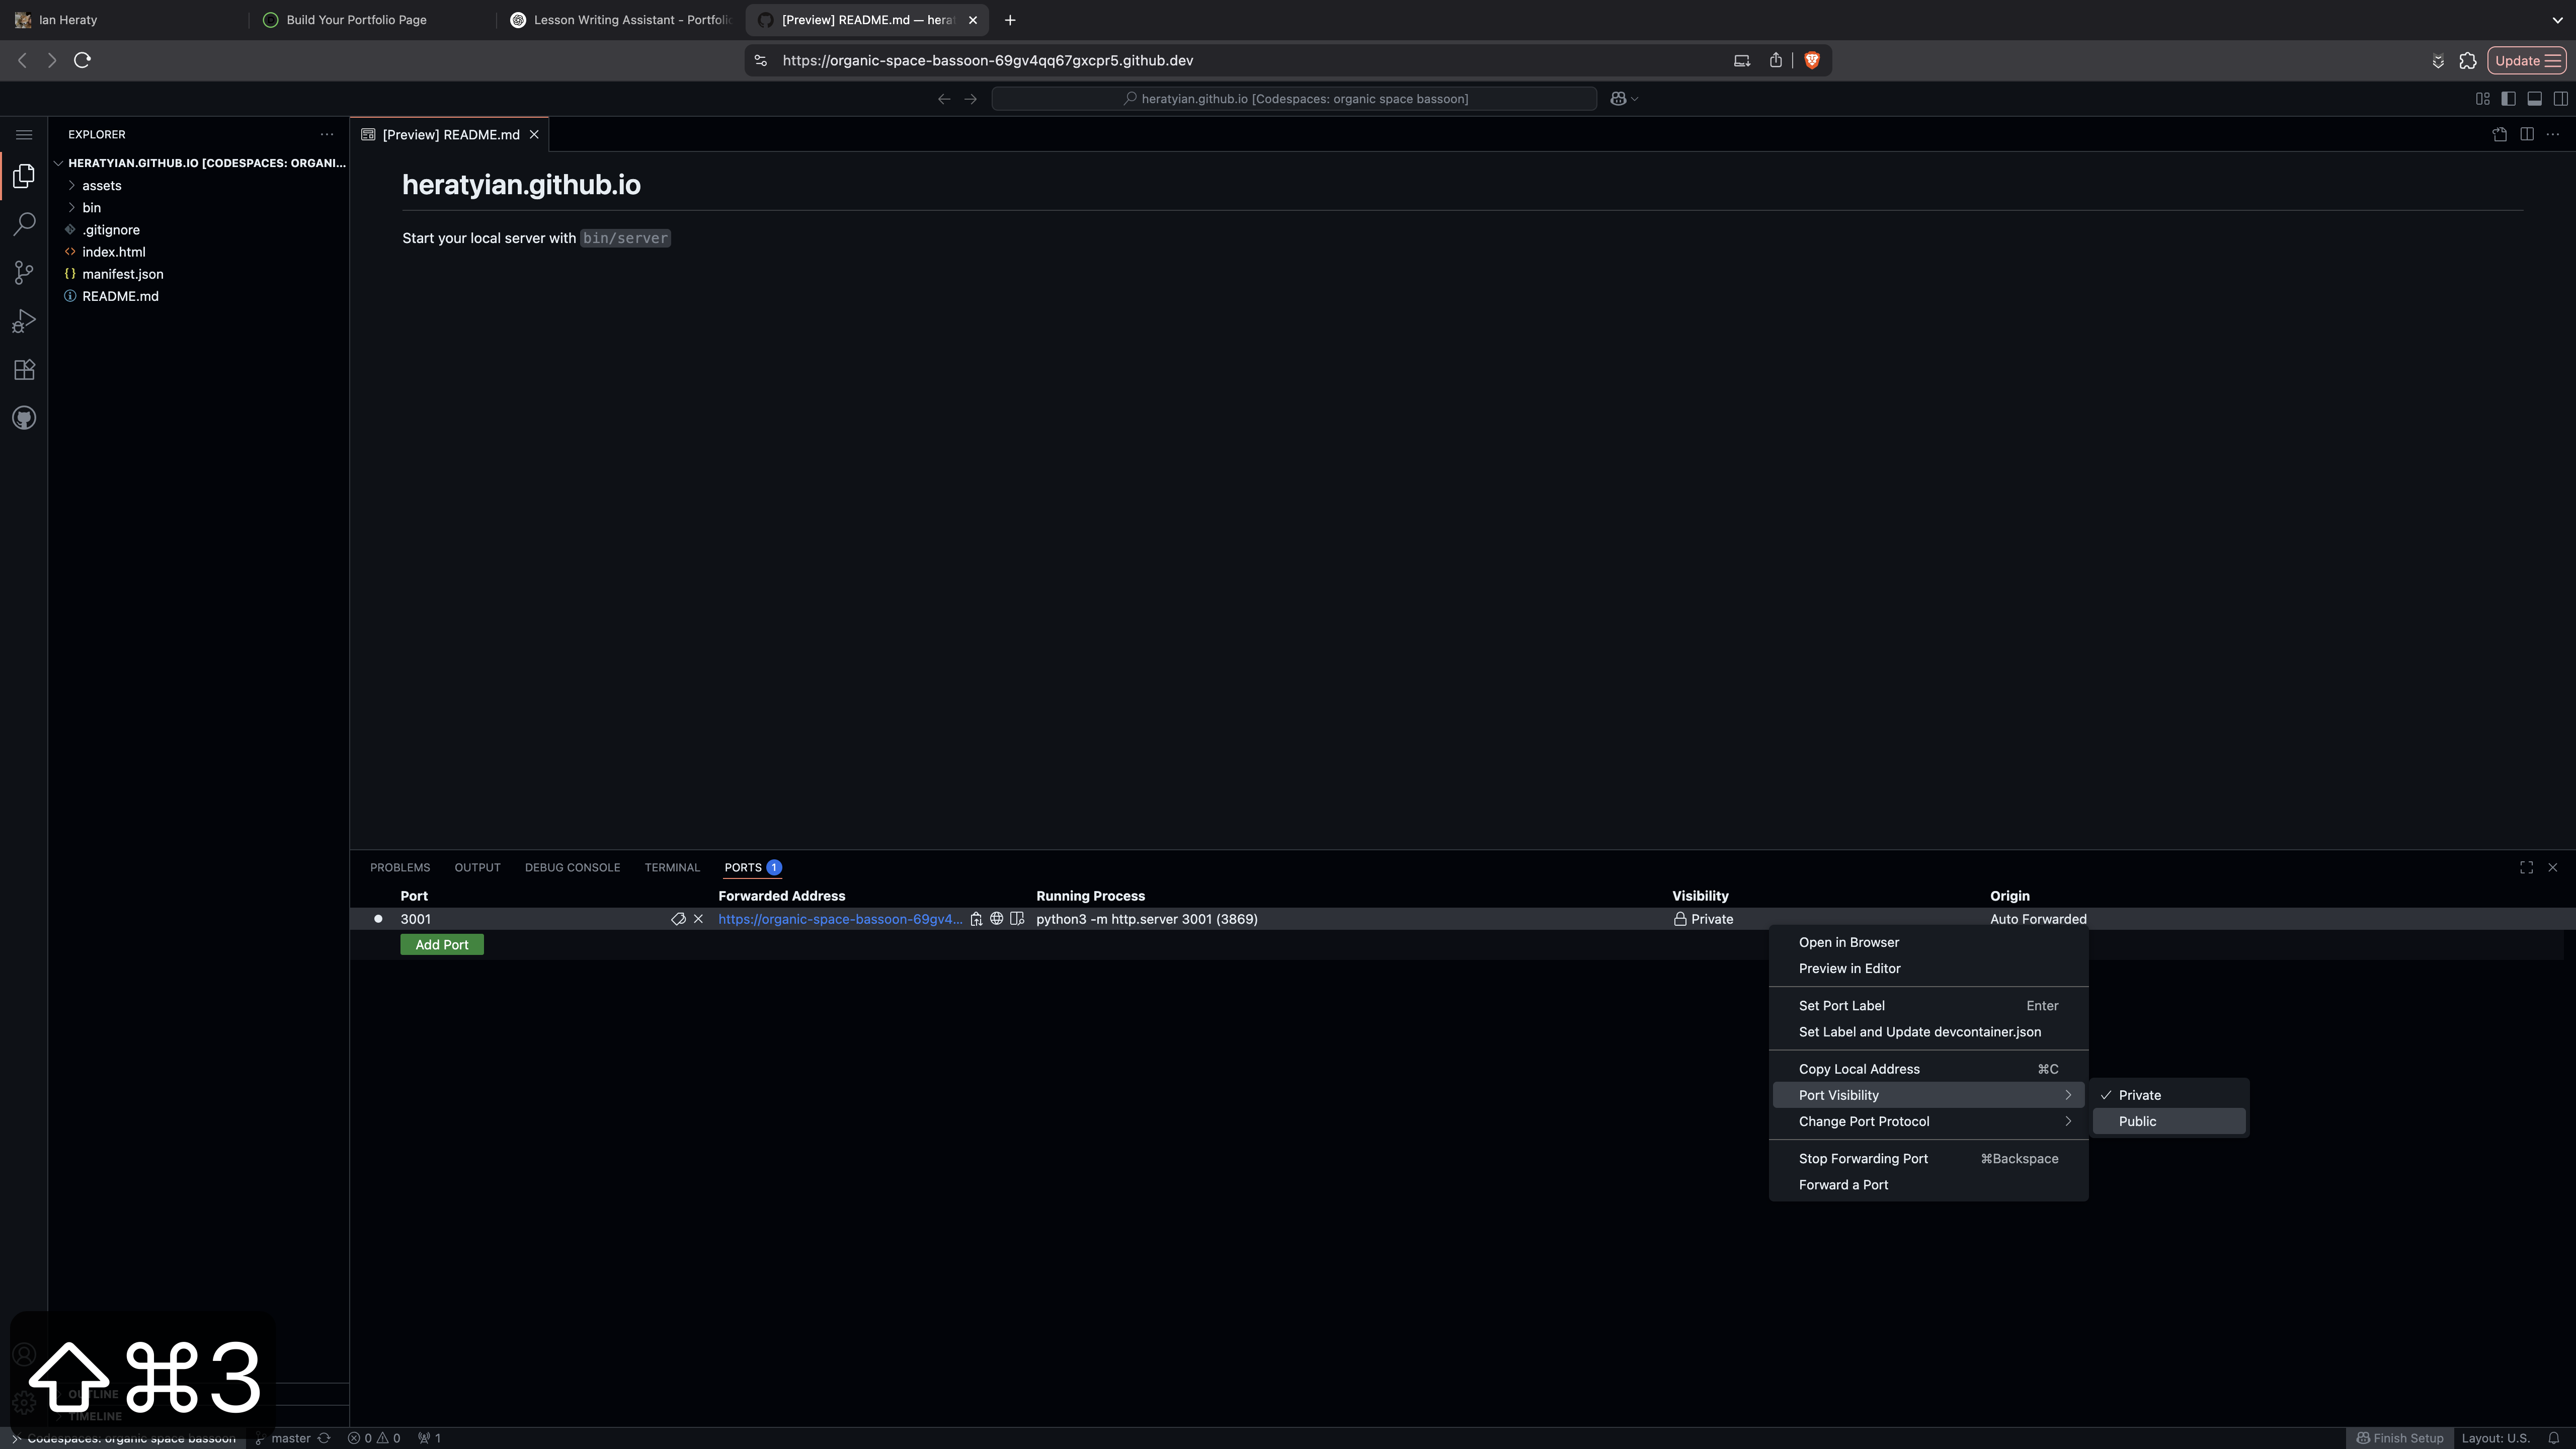 Ian Heraty
Build Your Portfolio Page
Lesson Writing Assistant - Portfolio
[Preview] README.md — herat
https://organic-space-bassoon-69gv4qq67gxcpr5.github.dev
Update
heratyian.github.io [Codespaces: organic space bassoon]
EXPLORER
[Preview] README.md
HERATYIAN.GITHUB.IO [CODESPACES: ORGANI...
assets
bin
.gitignore
index.html
manifest.json
README.md
heratyian.github.io
Start your local server with bin/server
PROBLEMS OUTPUT DEBUG CONSOLE TERMINAL PORTS 1
Port Forwarded Address Running Process Visibility Origin
3001 https://organic-space-bassoon-69gv4... python3 -m http.server 3001 (3869) Private Auto Forwarded
Add Port
Open in Browser
Preview in Editor
Set Port Label Enter
Set Label and Update devcontainer.json
Copy Local Address ⌘C
Port Visibility
Private
Public
Change Port Protocol
Stop Forwarding Port ⌘Backspace
Forward a Port
⇧⌘3
OUTLINE
TIMELINE
Codespaces: organic space bassoon master 0 0 1 Finish Setup Layout: U.S.